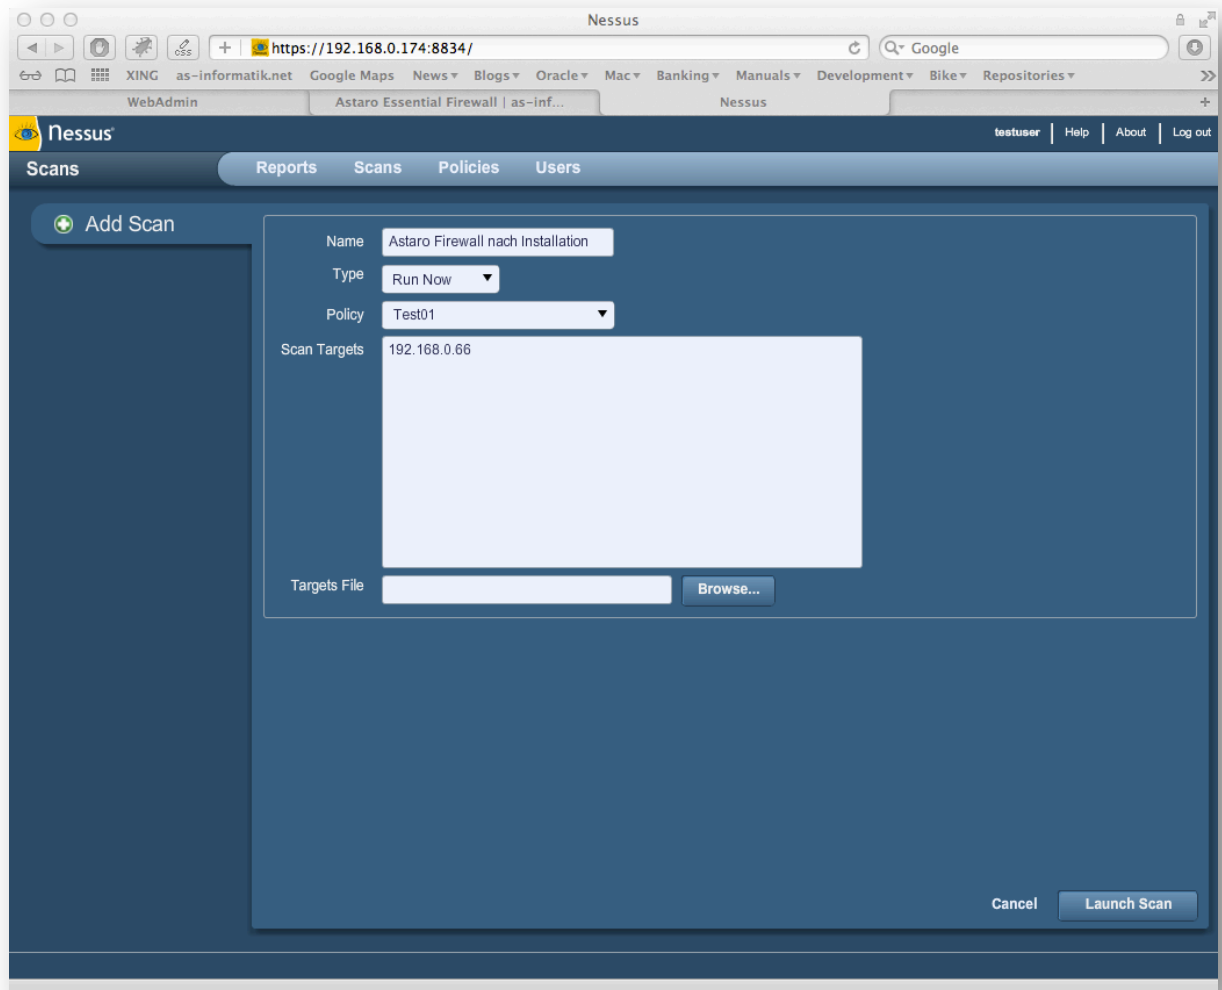 Nessus
https://192.168.0.174:8834/
Google
css
XING as-informatik.net Google Maps News Blogs Oracle Mac Banking Manuals Development Bike Repositories
WebAdmin Astaro Essential Firewall | as-inf... Nessus
Nessus
testuser | Help | About | Log out
Scans Reports Scans Policies Users
Add Scan
Name Astaro Firewall nach Installation
Type Run Now
Policy Test01
Scan Targets 192.168.0.66
Targets File Browse...
Cancel Launch Scan